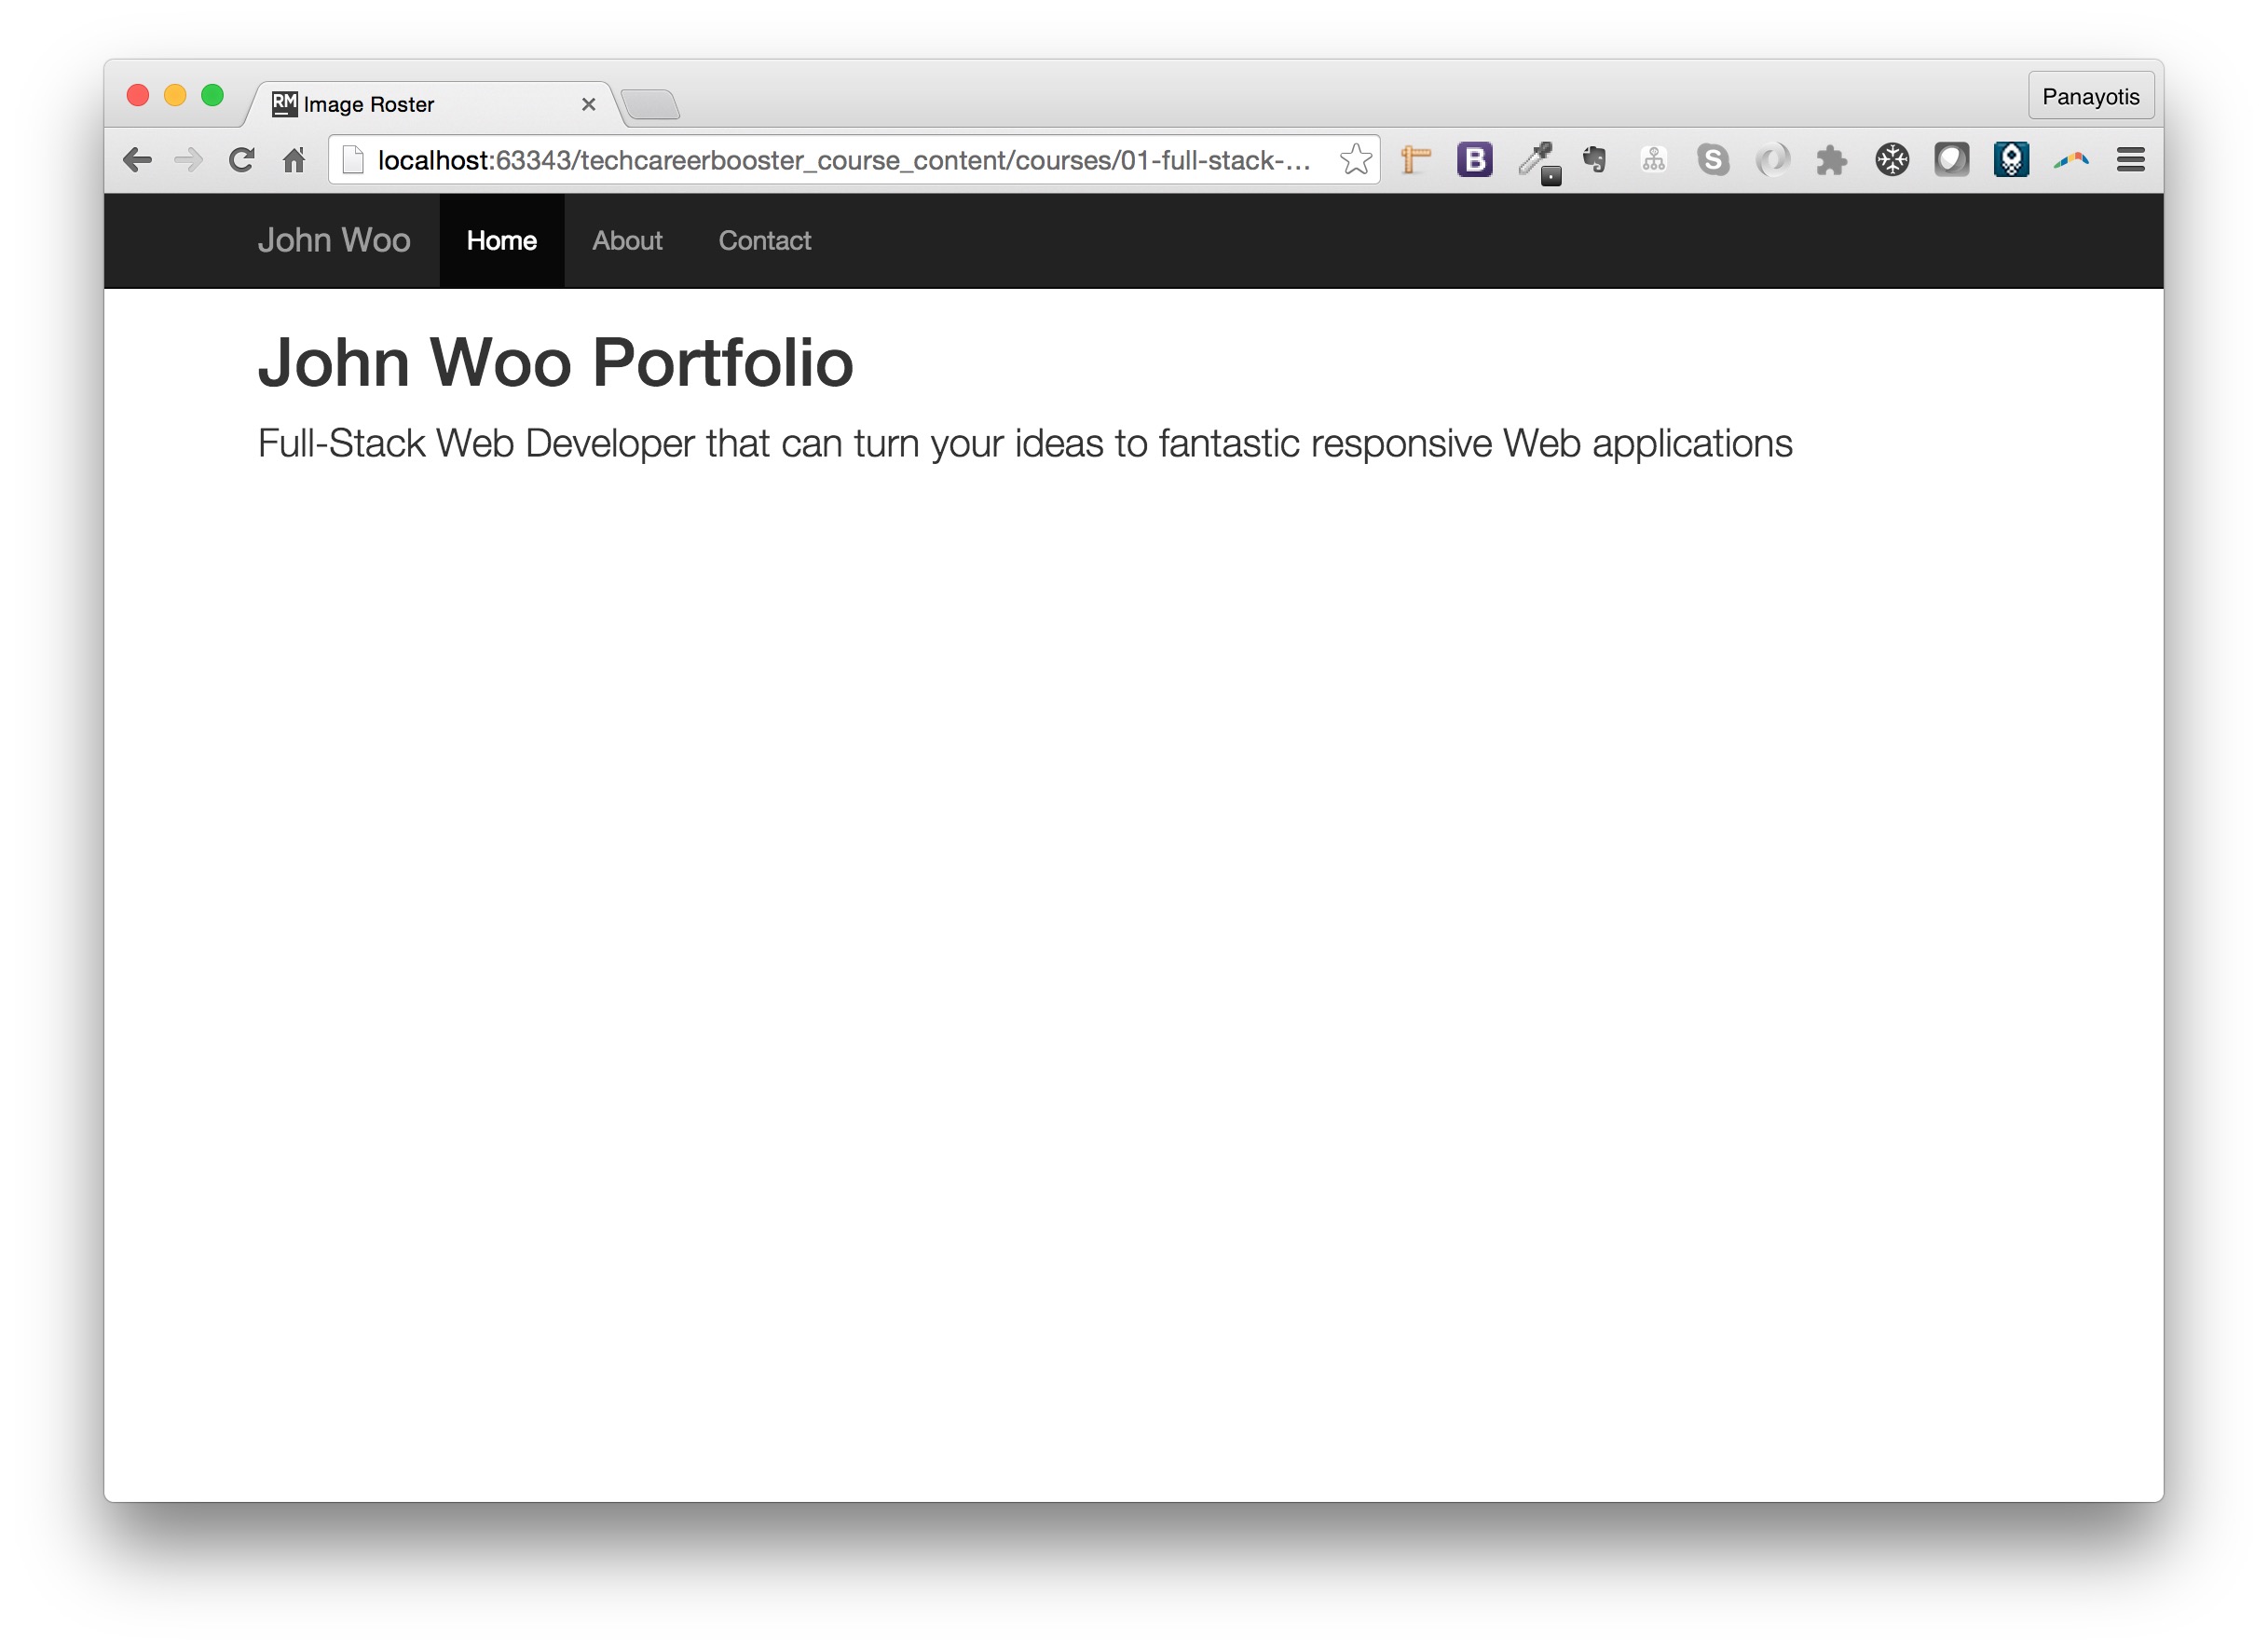 RM Image Roster
Panayotis
localhost:63343/techcareerbooster_course_content/courses/01-full-stack-...
B
S
John Woo Home About Contact
John Woo Portfolio
Full-Stack Web Developer that can turn your ideas to fantastic responsive Web applications